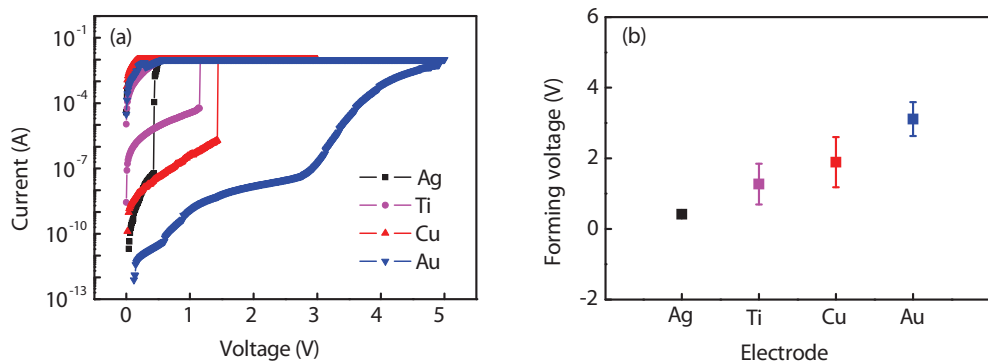 (a)
10⁻¹
10⁻⁴
10⁻⁷
10⁻¹⁰
10⁻¹³
Current (A)
Ag
Ti
Cu
Au
0 1 2 3 4 5
Voltage (V)
(b)
6
4
2
0
-2
Forming voltage (V)
Ag Ti Cu Au
Electrode